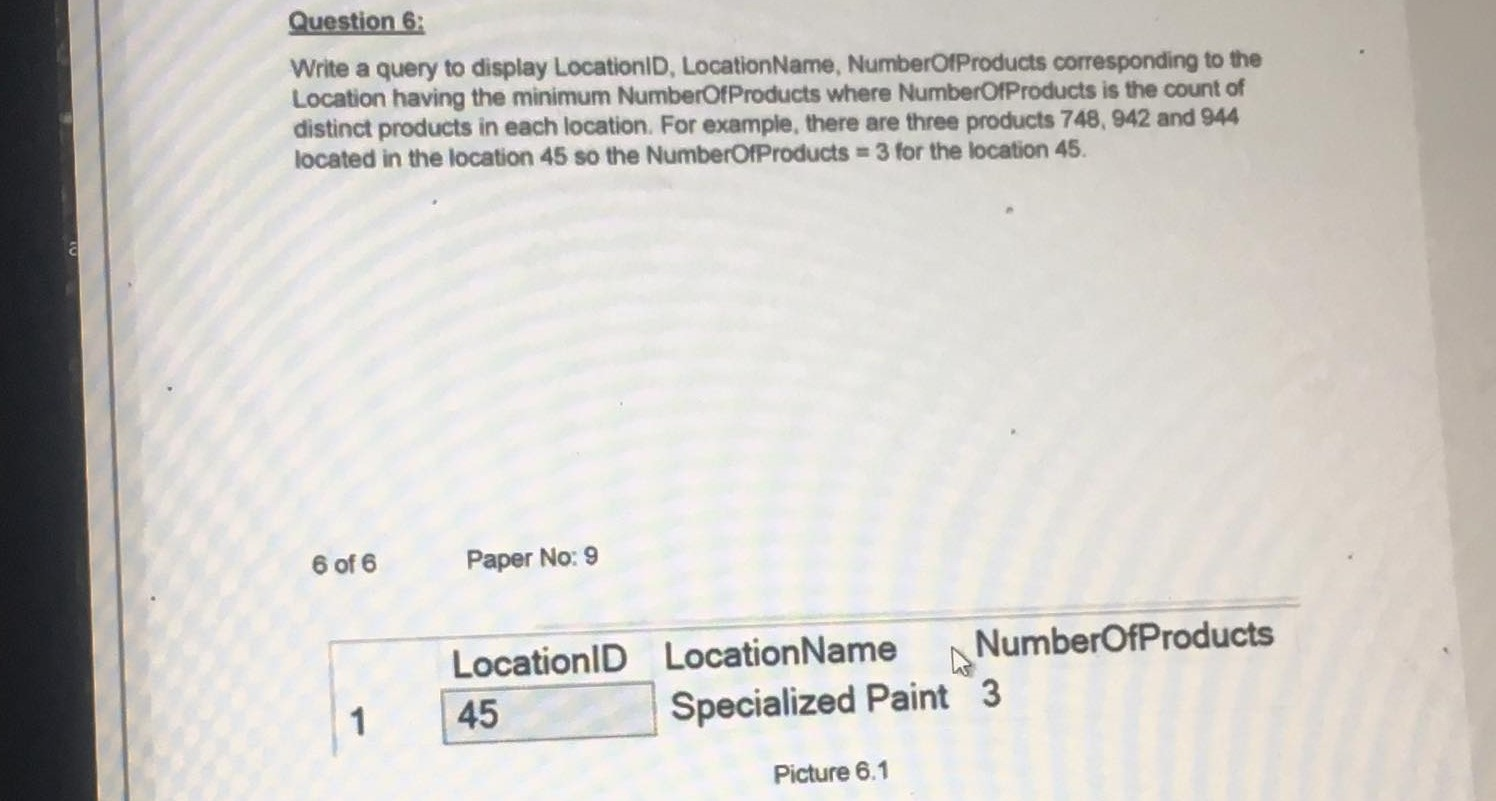 Question 6:
Write a query to display LocationID, LocationName, NumberOfProducts corresponding to the
Location having the minimum NumberOfProducts where NumberOfProducts is the count of
distinct products in each location. For example, there are three products 748, 942 and 944
located in the location 45 so the NumberOfProducts = 3 for the location 45.
6 of 6 Paper No: 9
LocationID LocationName NumberOfProducts
1 45 Specialized Paint 3
Picture 6.1